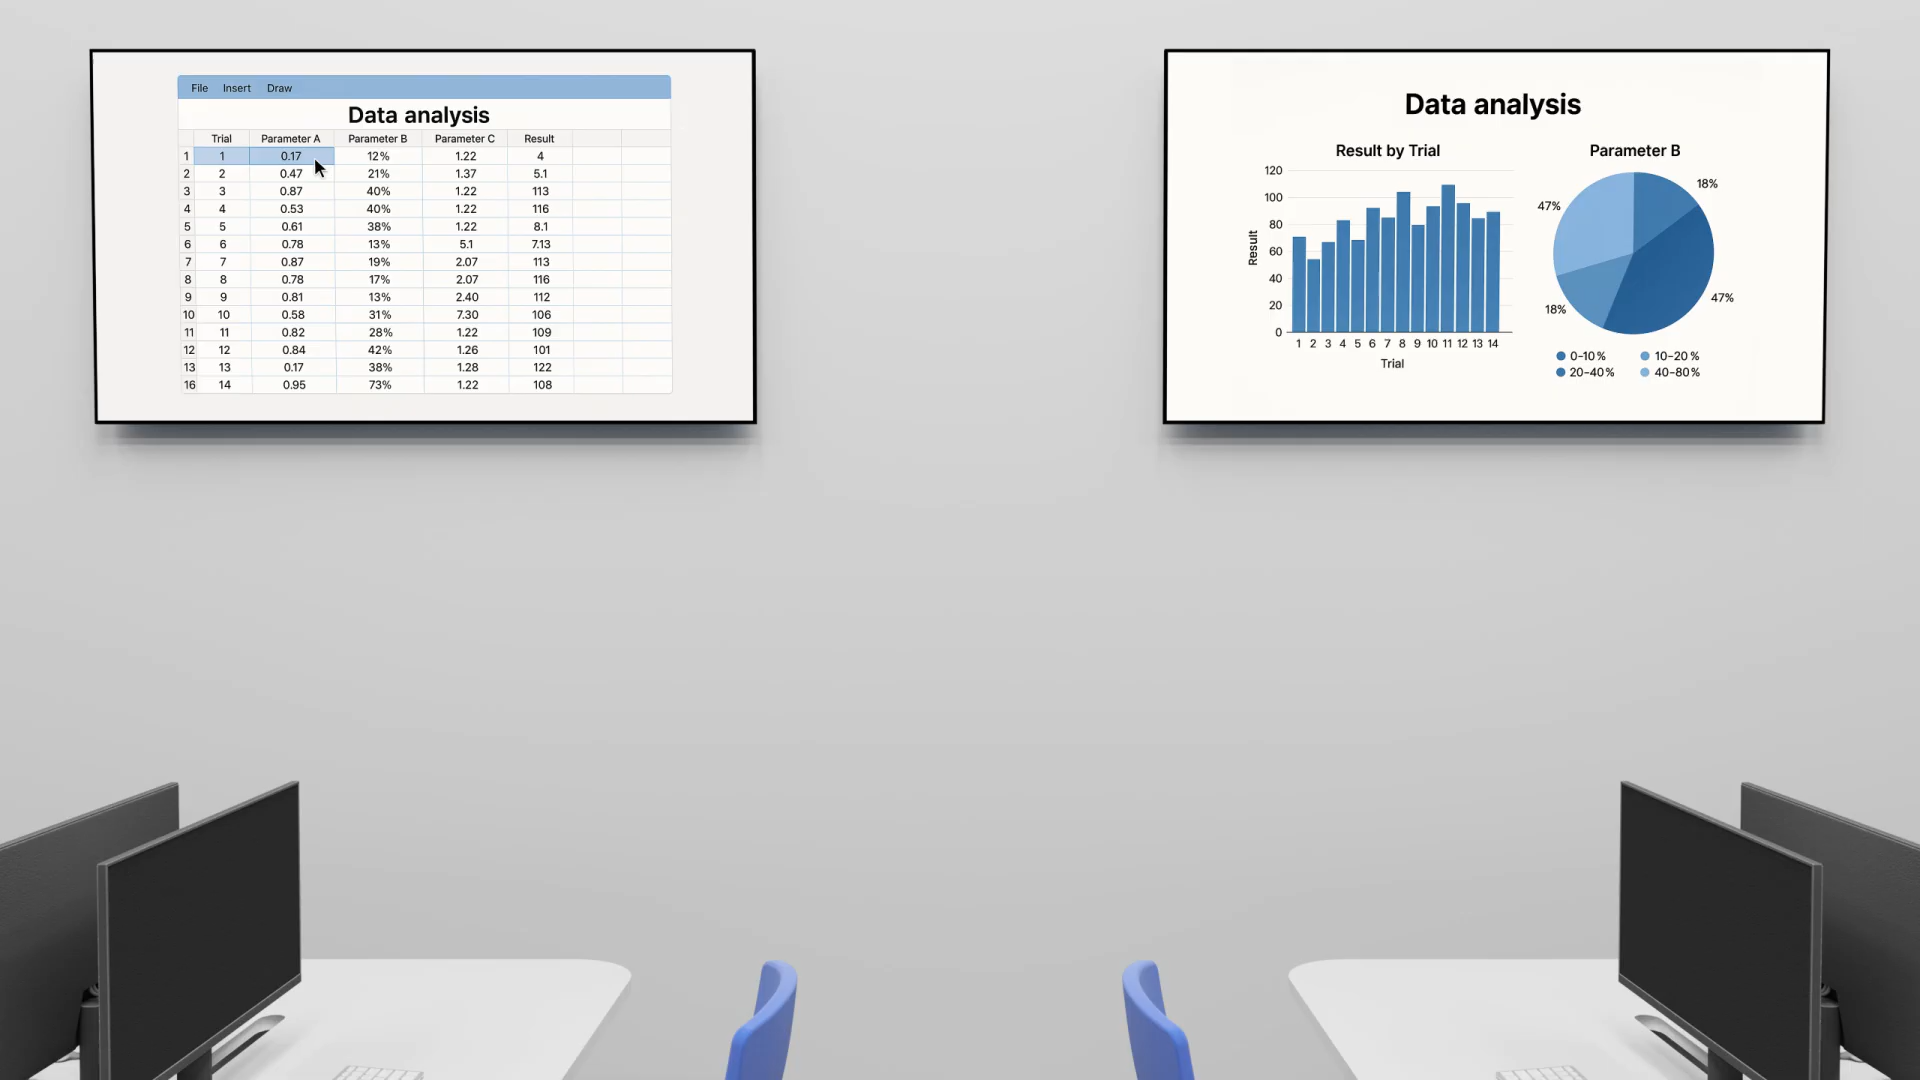 File Insert Draw
Data analysis
Trial Parameter A Parameter B Parameter C Result
1 1 0.17 12% 1.22 4
2 2 0.47 21% 1.37 5.1
3 3 0.87 40% 1.22 113
4 4 0.53 40% 1.22 116
5 5 0.61 38% 1.22 8.1
6 6 0.78 13% 5.1 7.13
7 7 0.87 19% 2.07 113
8 8 0.78 17% 2.07 116
9 9 0.81 13% 2.40 112
10 10 0.58 31% 7.30 106
11 11 0.82 28% 1.22 109
12 12 0.84 42% 1.26 101
13 13 0.17 38% 1.28 122
16 14 0.95 73% 1.22 108
Data analysis
Result by Trial
120
100
80
60
40
20
0
Result
1 2 3 4 5 6 7 8 9 10 11 12 13 14
Trial
Parameter B
18%
47%
47%
18%
0-10% 10-20%
20-40% 40-80%